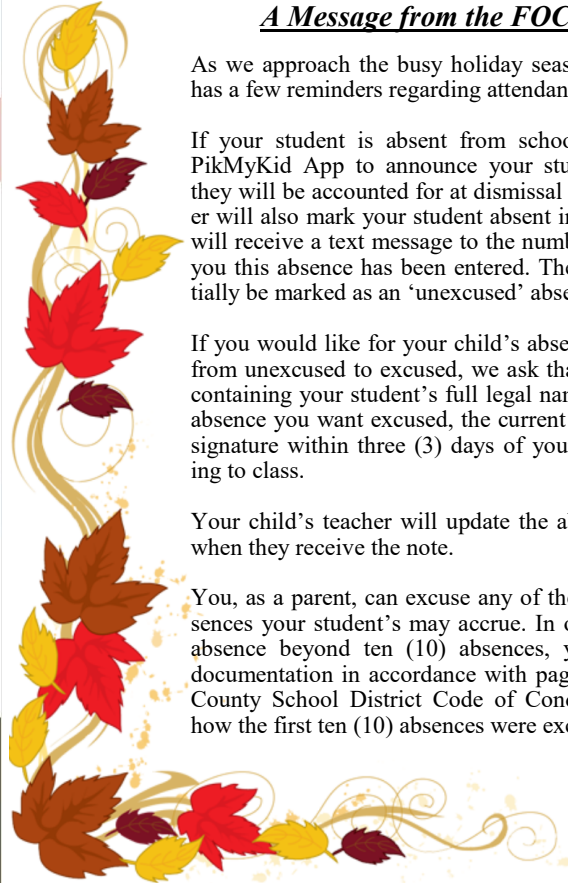 A Message from the FOC
As we approach the busy holiday seas
has a few reminders regarding attendan
If your student is absent from schoo
PikMyKid App to announce your stu
they will be accounted for at dismissal
er will also mark your student absent in
will receive a text message to the numb
you this absence has been entered. The
tially be marked as an ‘unexcused’ abse
If you would like for your child’s abse
from unexcused to excused, we ask tha
containing your student’s full legal nar
absence you want excused, the current
signature within three (3) days of you
ing to class.
Your child’s teacher will update the al
when they receive the note.
You, as a parent, can excuse any of the
sences your student’s may accrue. In o
absence beyond ten (10) absences, y
documentation in accordance with pag
County School District Code of Cond
how the first ten (10) absences were exc